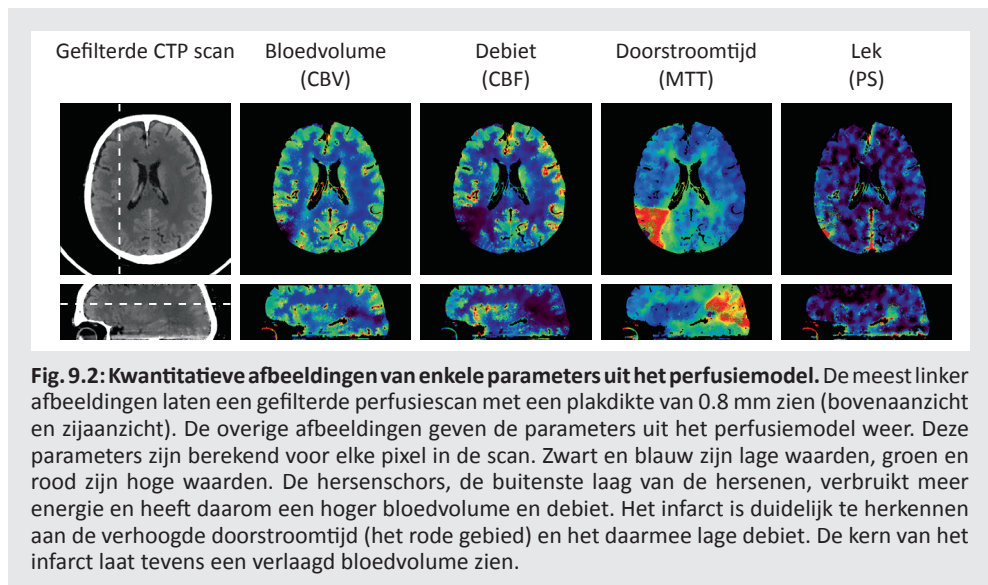 Gefilterde CTP scan Bloedvolume Debiet Doorstroomtijd Lek
(CBV) (CBF) (MTT) (PS)
Fig. 9.2: Kwantitatieve afbeeldingen van enkele parameters uit het perfusiemodel. De meest linker
afbeeldingen laten een gefilterde perfusiescan met een plakdikte van 0.8 mm zien (bovenaanzicht
en zijaanzicht). De overige afbeeldingen geven de parameters uit het perfusiemodel weer. Deze
parameters zijn berekend voor elke pixel in de scan. Zwart en blauw zijn lage waarden, groen en
rood zijn hoge waarden. De hersenschors, de buitenste laag van de hersenen, verbruikt meer
energie en heeft daarom een hoger bloedvolume en debiet. Het infarct is duidelijk te herkennen
aan de verhoogde doorstroomtijd (het rode gebied) en het daarmee lage debiet. De kern van het
infarct laat tevens een verlaagd bloedvolume zien.